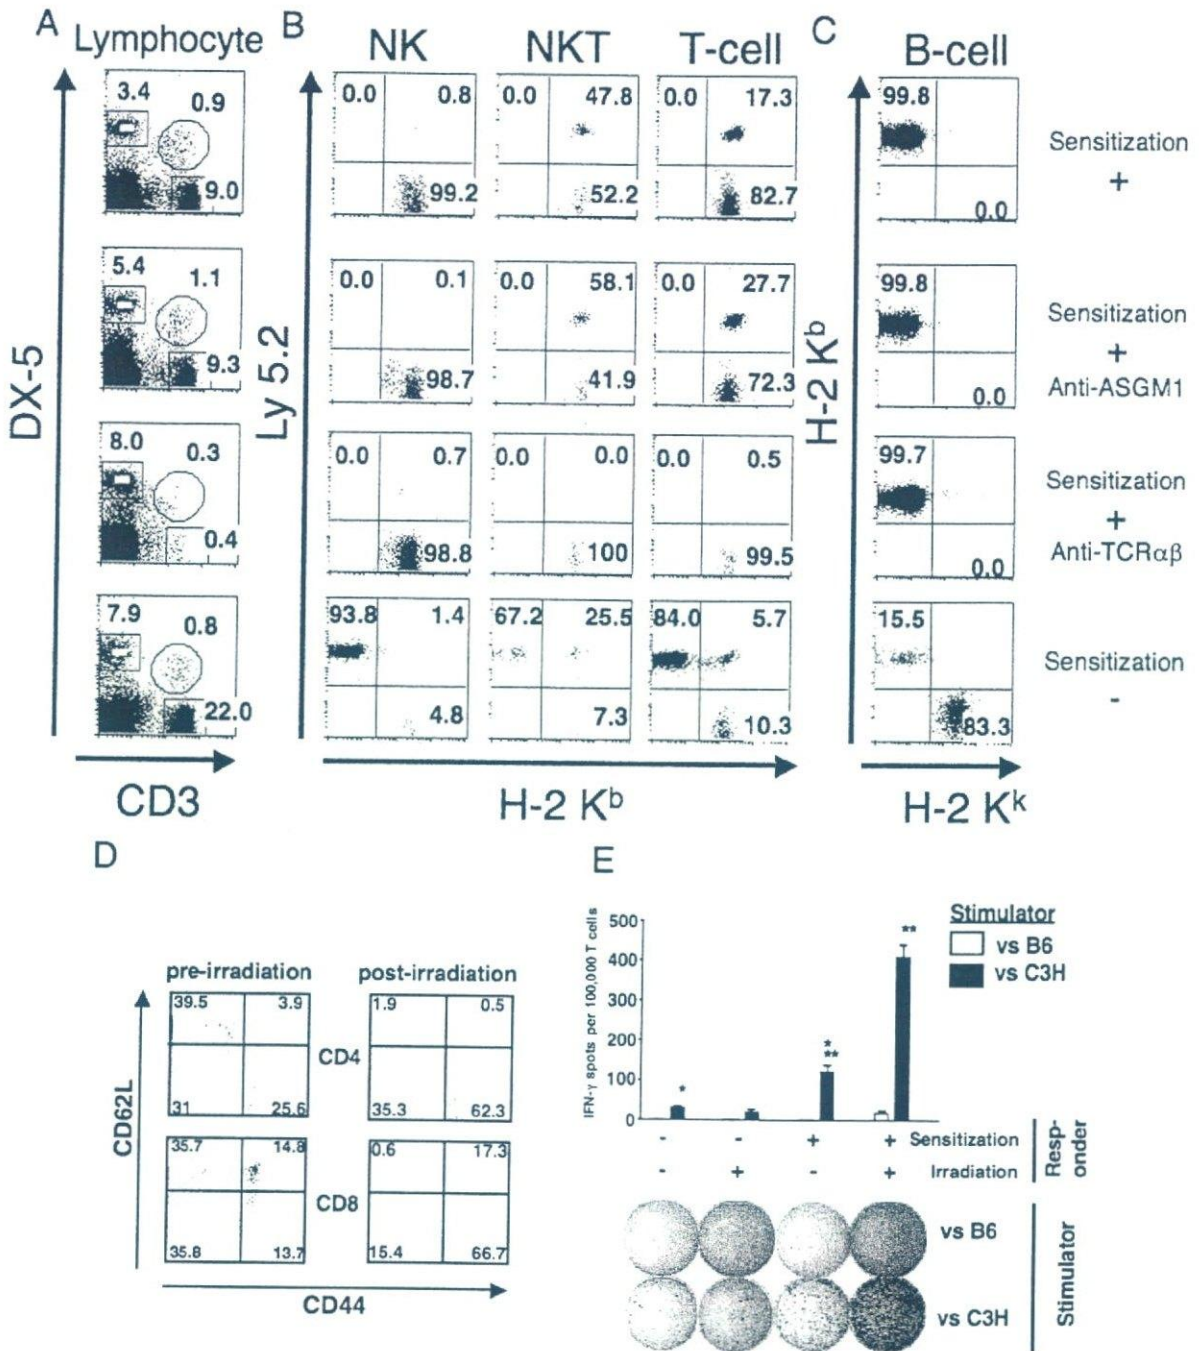 A
Lymphocyte
B
NK
NKT
T-cell
C
B-cell
3.4
0.9
9.0
0.0 0.8
99.2
0.0 47.8
52.2
0.0 17.3
82.7
99.8
0.0
Sensitization
+
5.4
1.1
9.3
0.0 0.1
98.7
0.0 58.1
41.9
0.0 27.7
72.3
99.8
0.0
Sensitization
+
Anti-ASGM1
8.0
0.3
0.4
0.0 0.7
98.8
0.0 0.0
100
0.0 0.5
99.5
99.7
0.0
Sensitization
+
Anti-TCRαβ
7.9
0.8
22.0
93.8 1.4
4.8
67.2 25.5
7.3
84.0 5.7
10.3
15.5
83.3
Sensitization
-
DX-5
Ly 5.2
H-2 Kᵇ
CD3
H-2 Kᵇ
H-2 Kᵏ
D
pre-irradiation
post-irradiation
39.5 3.9
31 25.6
CD4
1.9 0.5
35.3 62.3
35.7 14.8
35.8 13.7
CD8
0.6 17.3
15.4 66.7
CD62L
CD44
E
IFN-γ spots per 100,000 T cells
500
400
300
200
100
0
*
*
**
**
Stimulator
vs B6
vs C3H
- - + + Sensitization
- + - + Irradiation
Resp-
onder
vs B6
vs C3H
Stimulator